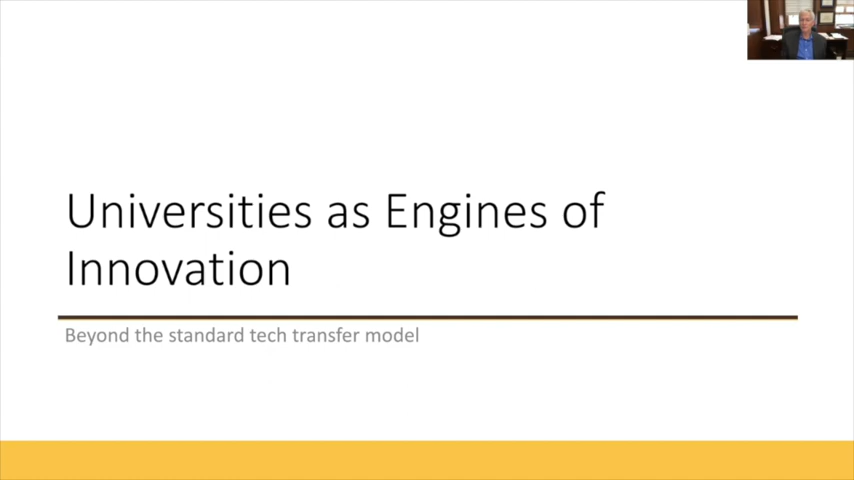 Universities as Engines of
Innovation
Beyond the standard tech transfer model